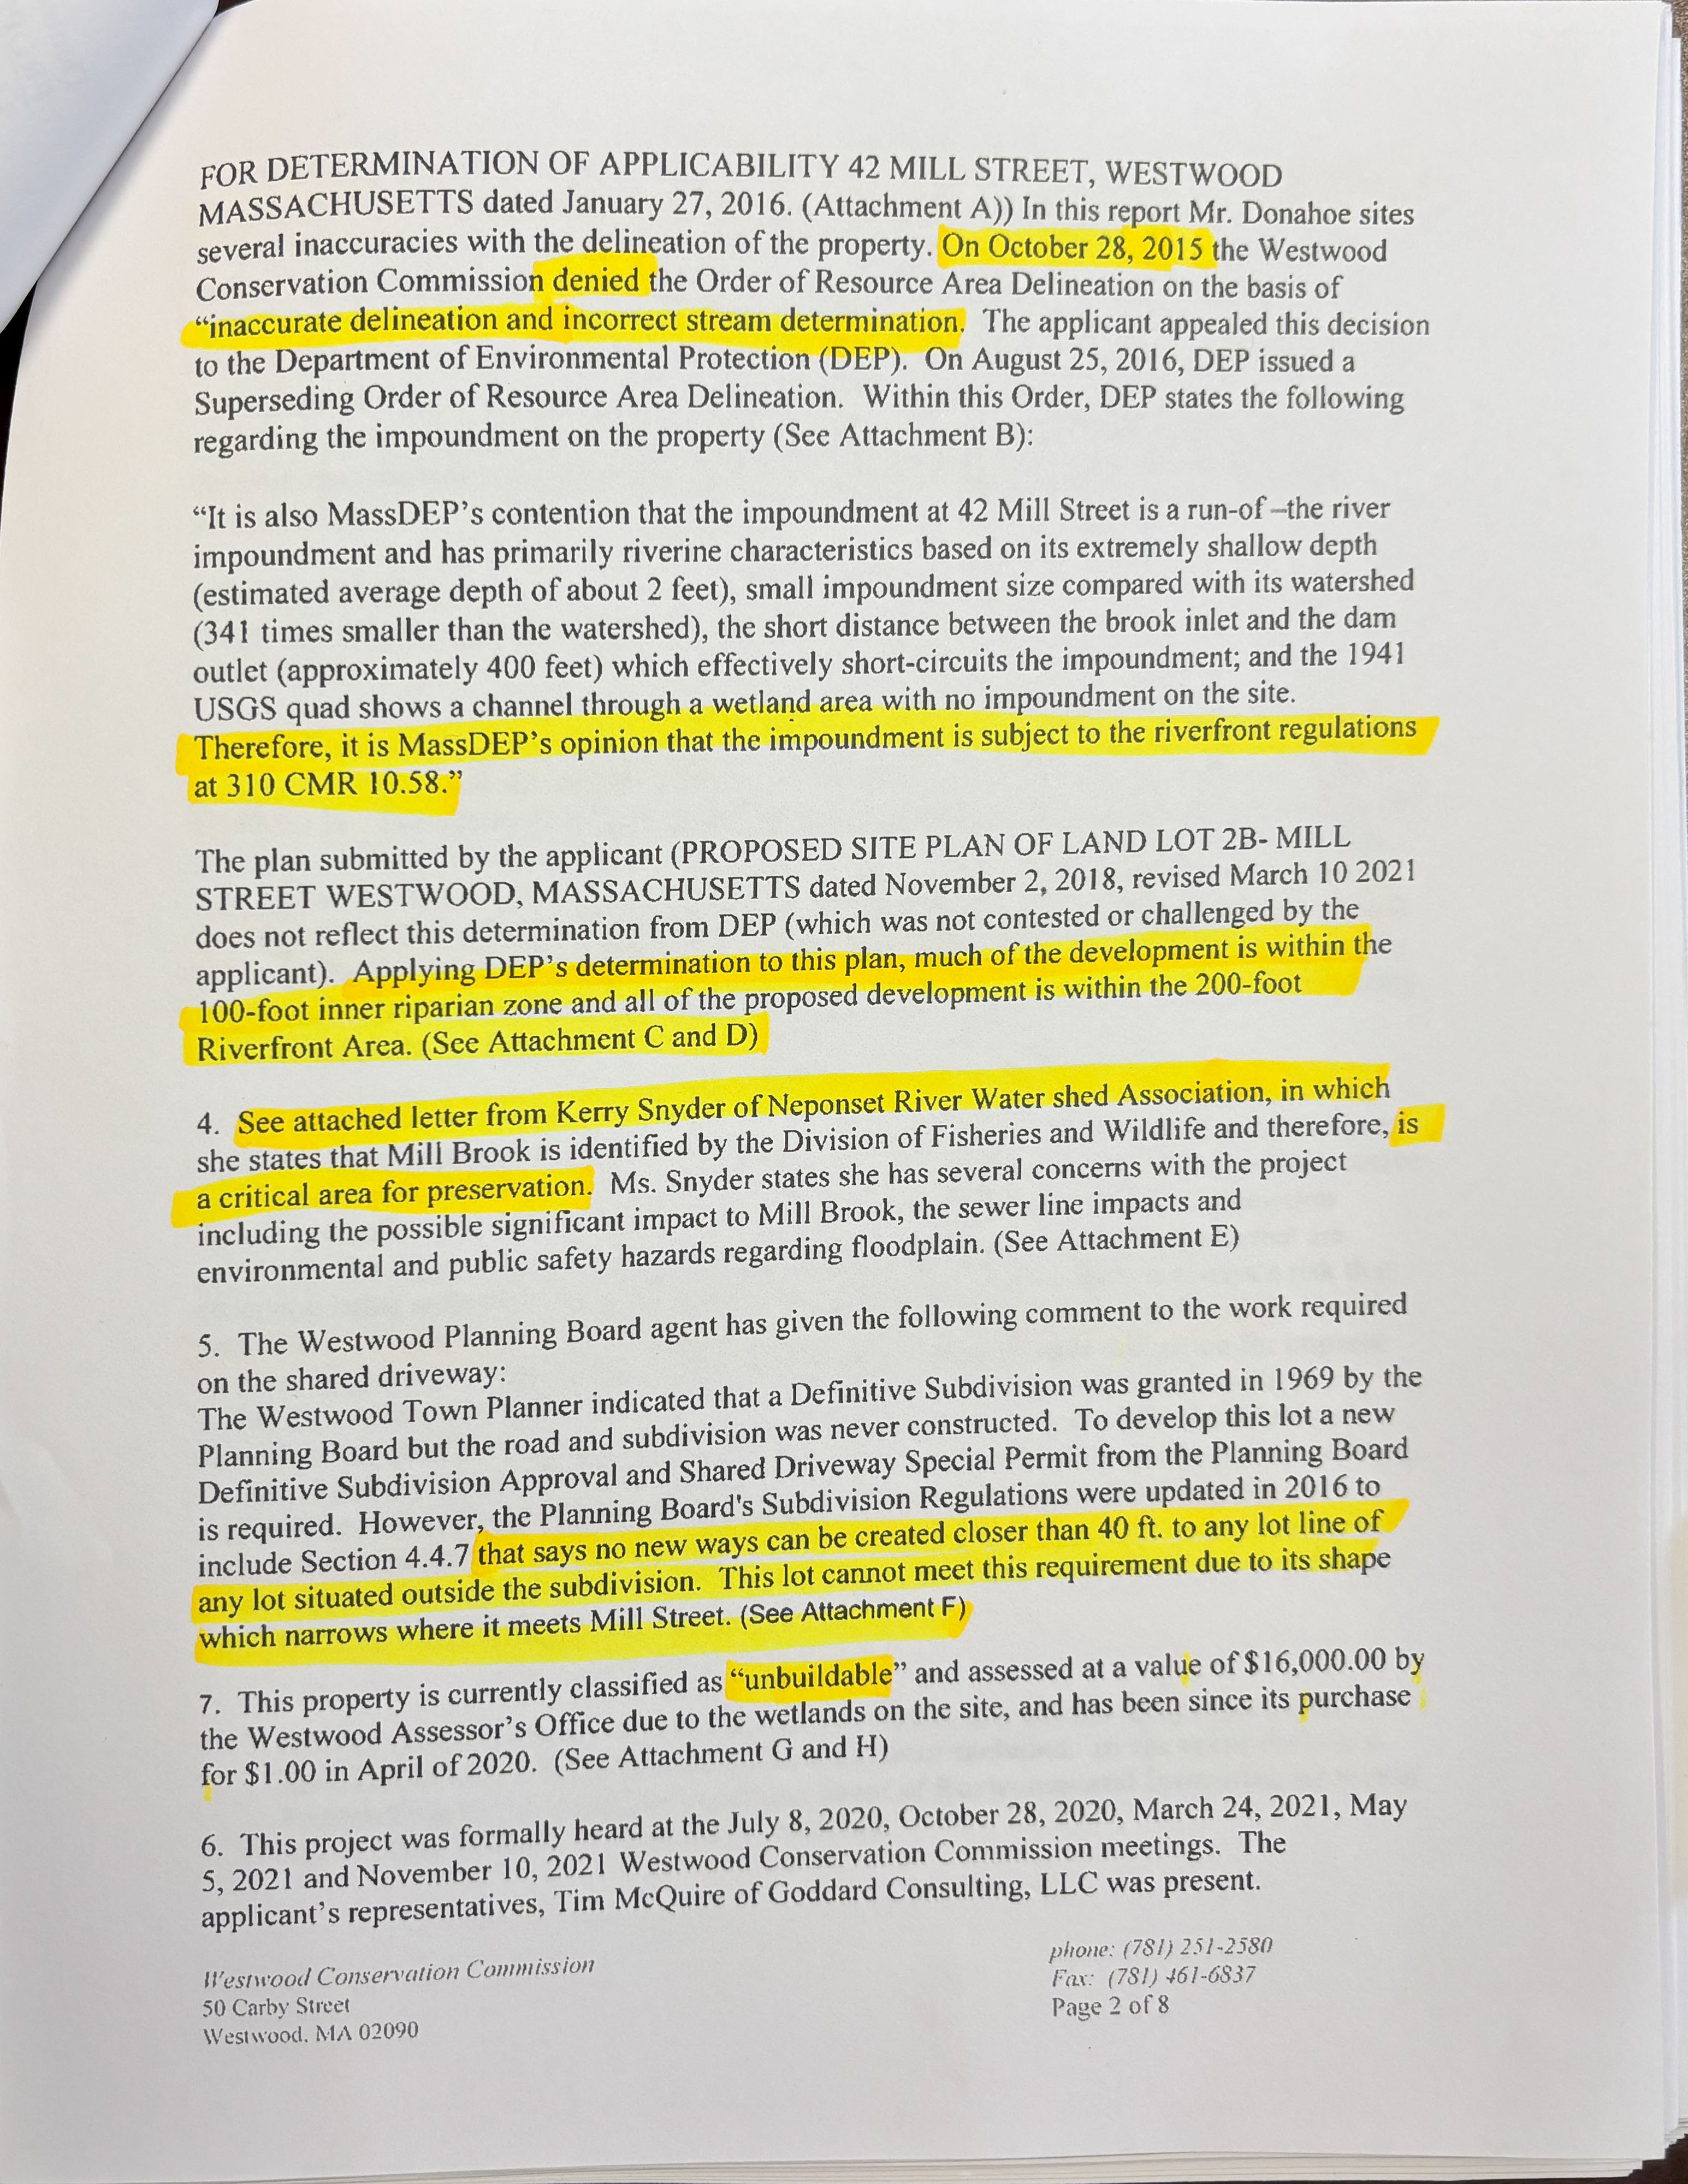 FOR DETERMINATION OF APPLICABILITY 42 MILL STREET, WESTWOOD
MASSACHUSETTS dated January 27, 2016. (Attachment A)) In this report Mr. Donahoe sites
several inaccuracies with the delineation of the property. On October 28, 2015 the Westwood
Conservation Commission denied the Order of Resource Area Delineation on the basis of
“inaccurate delineation and incorrect stream determination. The applicant appealed this decision
to the Department of Environmental Protection (DEP). On August 25, 2016, DEP issued a
Superseding Order of Resource Area Delineation. Within this Order, DEP states the following
regarding the impoundment on the property (See Attachment B):
“It is also MassDEP’s contention that the impoundment at 42 Mill Street is a run-of –the river
impoundment and has primarily riverine characteristics based on its extremely shallow depth
(estimated average depth of about 2 feet), small impoundment size compared with its watershed
(341 times smaller than the watershed), the short distance between the brook inlet and the dam
outlet (approximately 400 feet) which effectively short-circuits the impoundment; and the 1941
USGS quad shows a channel through a wetland area with no impoundment on the site.
Therefore, it is MassDEP’s opinion that the impoundment is subject to the riverfront regulations
at 310 CMR 10.58.”
The plan submitted by the applicant (PROPOSED SITE PLAN OF LAND LOT 2B- MILL
STREET WESTWOOD, MASSACHUSETTS dated November 2, 2018, revised March 10 2021
does not reflect this determination from DEP (which was not contested or challenged by the
applicant). Applying DEP’s determination to this plan, much of the development is within the
100-foot inner riparian zone and all of the proposed development is within the 200-foot
Riverfront Area. (See Attachment C and D)
4. See attached letter from Kerry Snyder of Neponset River Water shed Association, in which
she states that Mill Brook is identified by the Division of Fisheries and Wildlife and therefore, is
a critical area for preservation. Ms. Snyder states she has several concerns with the project
including the possible significant impact to Mill Brook, the sewer line impacts and
environmental and public safety hazards regarding floodplain. (See Attachment E)
5. The Westwood Planning Board agent has given the following comment to the work required
on the shared driveway:
The Westwood Town Planner indicated that a Definitive Subdivision was granted in 1969 by the
Planning Board but the road and subdivision was never constructed. To develop this lot a new
Definitive Subdivision Approval and Shared Driveway Special Permit from the Planning Board
is required. However, the Planning Board's Subdivision Regulations were updated in 2016 to
include Section 4.4.7 that says no new ways can be created closer than 40 ft. to any lot line of
any lot situated outside the subdivision. This lot cannot meet this requirement due to its shape
which narrows where it meets Mill Street. (See Attachment F)
7. This property is currently classified as “unbuildable” and assessed at a value of $16,000.00 by
the Westwood Assessor’s Office due to the wetlands on the site, and has been since its purchase
for $1.00 in April of 2020. (See Attachment G and H)
6. This project was formally heard at the July 8, 2020, October 28, 2020, March 24, 2021, May
5, 2021 and November 10, 2021 Westwood Conservation Commission meetings. The
applicant’s representatives, Tim McQuire of Goddard Consulting, LLC was present.
Westwood Conservation Commission
50 Carby Street
Westwood, MA 02090
phone: (781) 251-2580
Fax: (781) 461-6837
Page 2 of 8